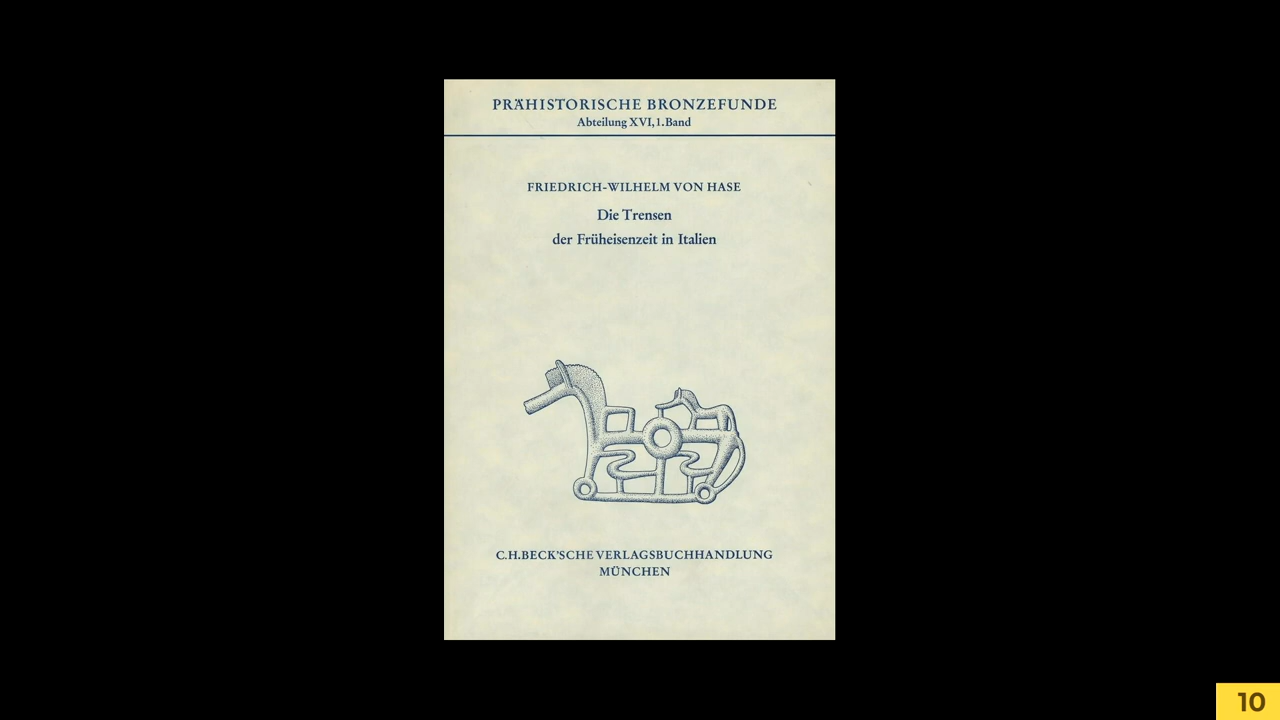 PRÄHISTORISCHE BRONZEFUNDE
Abteilung XVI, 1. Band
FRIEDRICH-WILHELM VON HASE
Die Trensen
der Früheisenzeit in Italien
C.H.BECK'SCHE VERLAGSBUCHHANDLUNG
MÜNCHEN
10